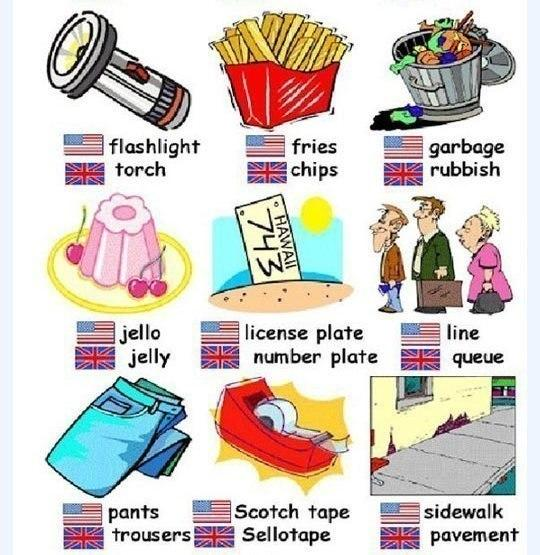 flashlight
torch
fries
chips
garbage
rubbish
HAWAII
743
jello
jelly
license plate
number plate
line
queue
pants
trousers
Scotch tape
Sellotape
sidewalk
pavement